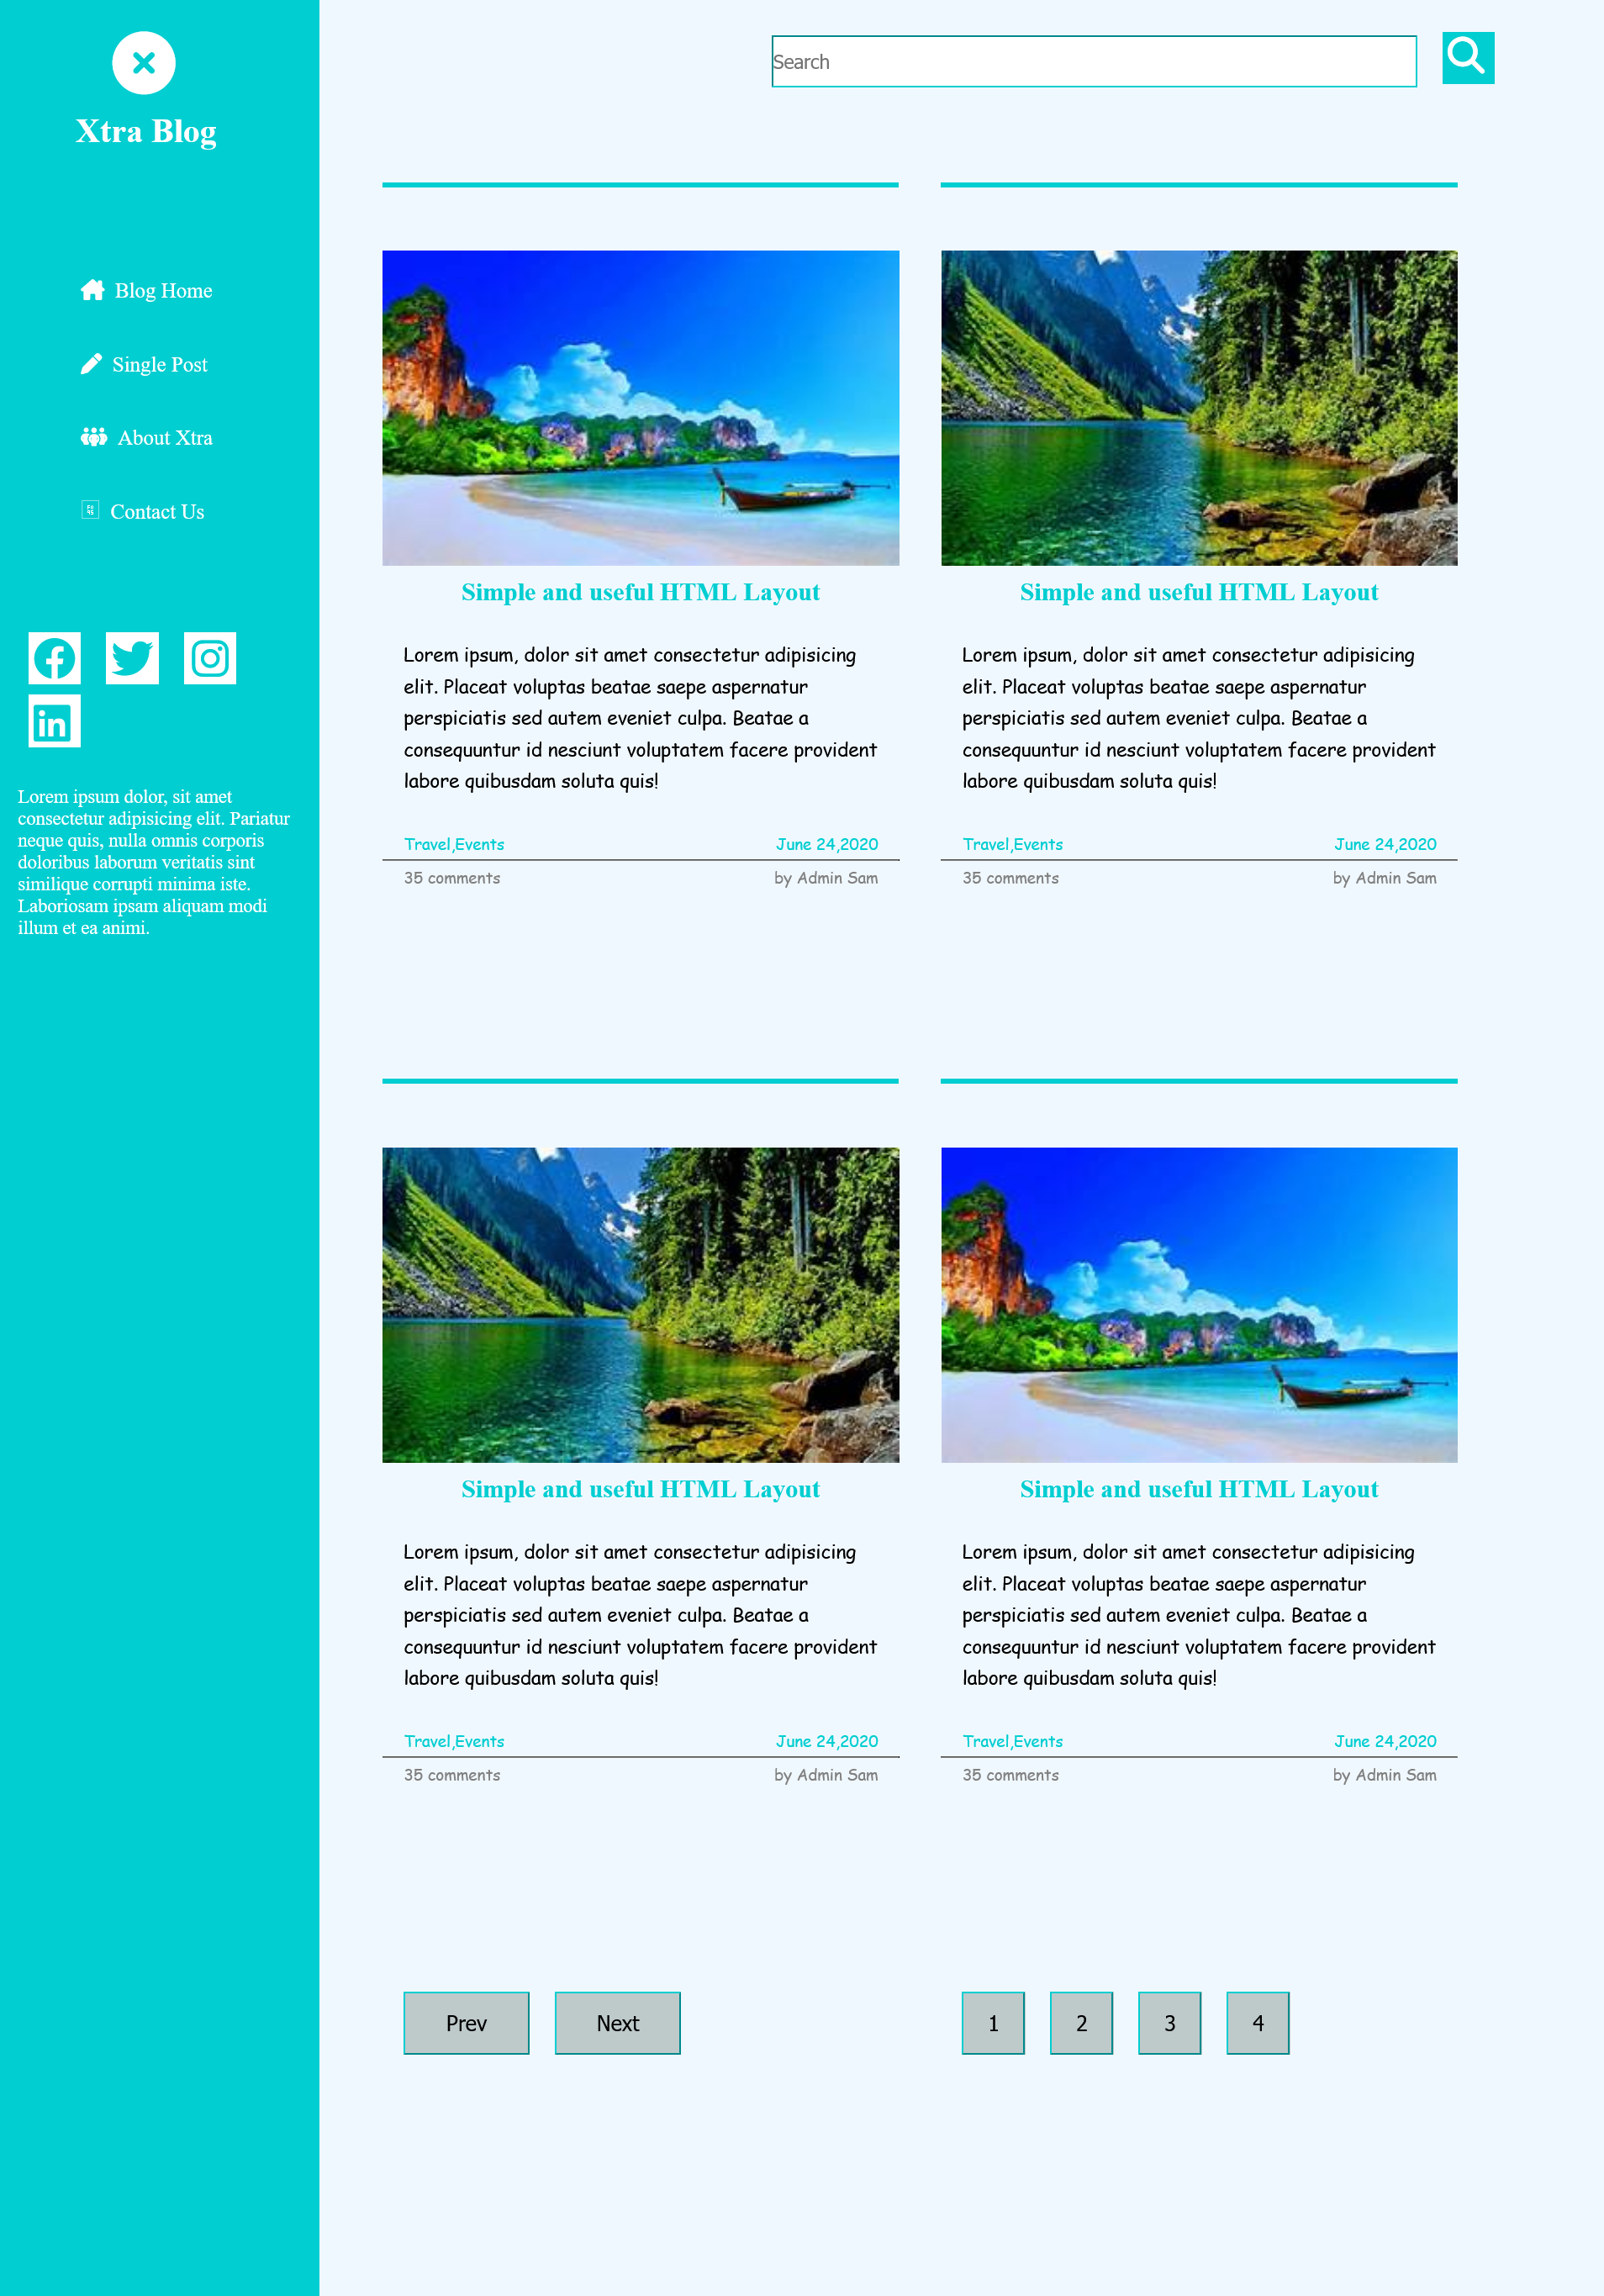 Xtra Blog
Blog Home
Single Post
About Xtra
Contact Us
Lorem ipsum dolor, sit amet
consectetur adipisicing elit. Pariatur
neque quis, nulla omnis corporis
doloribus laborum veritatis sint
similique corrupti minima iste.
Laboriosam ipsam aliquam modi
illum et ea animi.
Search
Simple and useful HTML Layout
Lorem ipsum, dolor sit amet consectetur adipisicing
elit. Placeat voluptas beatae saepe aspernatur
perspiciatis sed autem eveniet culpa. Beatae a
consequuntur id nesciunt voluptatem facere provident
labore quibusdam soluta quis!
Travel,Events June 24,2020
35 comments by Admin Sam
Simple and useful HTML Layout
Lorem ipsum, dolor sit amet consectetur adipisicing
elit. Placeat voluptas beatae saepe aspernatur
perspiciatis sed autem eveniet culpa. Beatae a
consequuntur id nesciunt voluptatem facere provident
labore quibusdam soluta quis!
Travel,Events June 24,2020
35 comments by Admin Sam
Simple and useful HTML Layout
Lorem ipsum, dolor sit amet consectetur adipisicing
elit. Placeat voluptas beatae saepe aspernatur
perspiciatis sed autem eveniet culpa. Beatae a
consequuntur id nesciunt voluptatem facere provident
labore quibusdam soluta quis!
Travel,Events June 24,2020
35 comments by Admin Sam
Simple and useful HTML Layout
Lorem ipsum, dolor sit amet consectetur adipisicing
elit. Placeat voluptas beatae saepe aspernatur
perspiciatis sed autem eveniet culpa. Beatae a
consequuntur id nesciunt voluptatem facere provident
labore quibusdam soluta quis!
Travel,Events June 24,2020
35 comments by Admin Sam
Prev Next 1 2 3 4